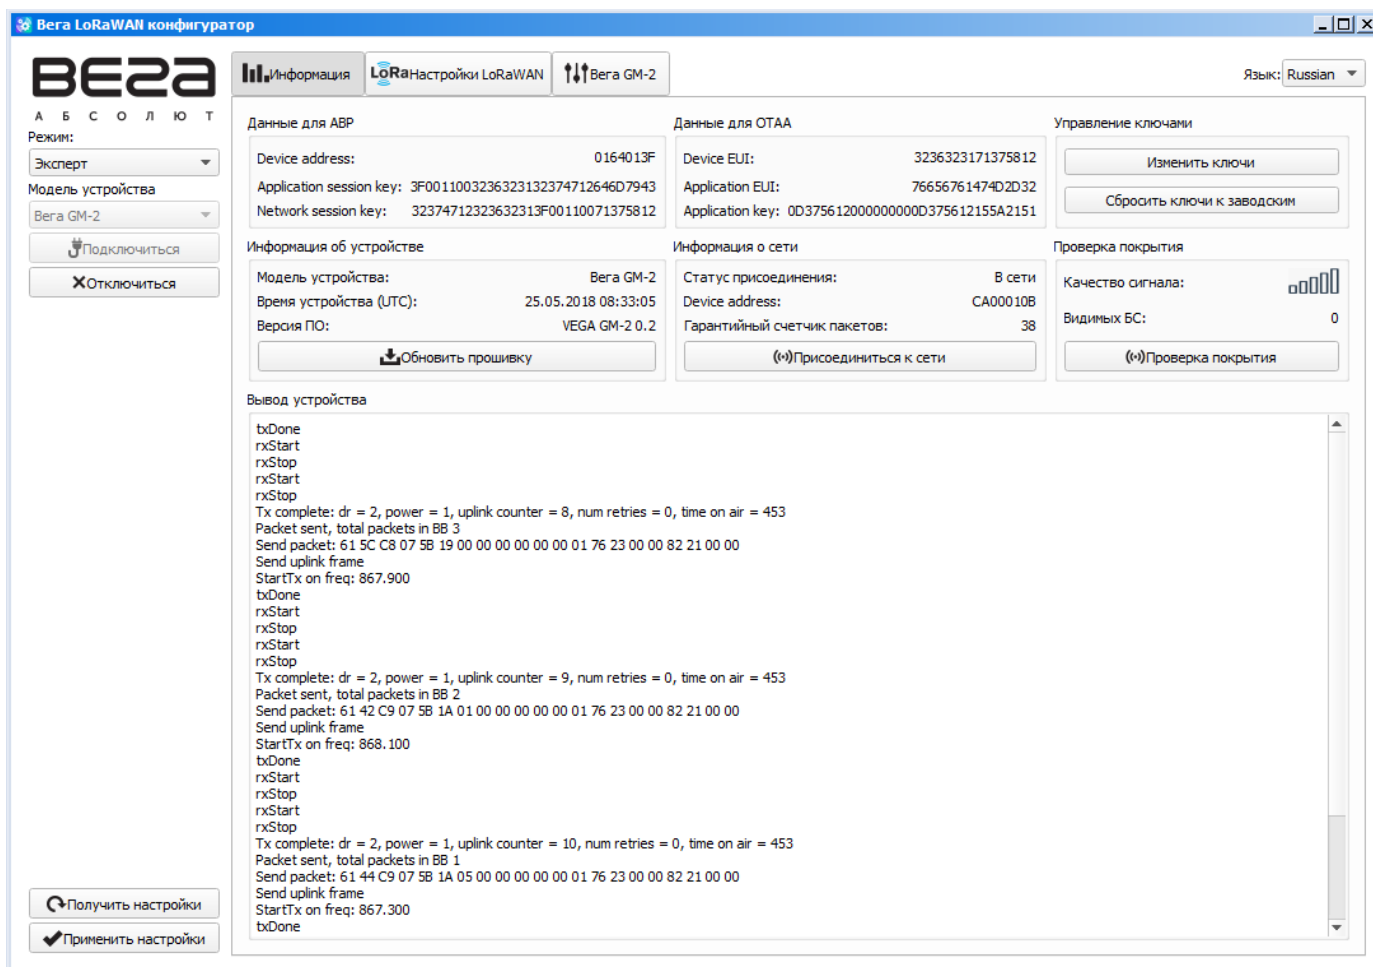 Вега LoRaWAN конфигуратор
ВЕГА
АБСОЛЮТ
Режим:
Эксперт
Модель устройства
Вега GM-2
Подключиться
Отключиться
Получить настройки
Применить настройки
Информация
LoRa Настройки LoRaWAN
Вега GM-2
Язык: Russian
Данные для ABP
Device address: 0164013F
Application session key: 3F0011003236323132374712646D7943
Network session key: 32374712323632313F00110071375812
Данные для OTAA
Device EUI: 3236323171375812
Application EUI: 76656761474D2D32
Application key: 0D375612000000000D375612155A2151
Управление ключами
Изменить ключи
Сбросить ключи к заводским
Информация об устройстве
Модель устройства: Вега GM-2
Время устройства (UTC): 25.05.2018 08:33:05
Версия ПО: VEGA GM-2 0.2
Обновить прошивку
Информация о сети
Статус присоединения: В сети
Device address: CA00010B
Гарантийный счетчик пакетов: 38
Присоединиться к сети
Проверка покрытия
Качество сигнала:
Видимых БС: 0
Проверка покрытия
Вывод устройства
txDone
rxStart
rxStop
rxStart
rxStop
Tx complete: dr = 2, power = 1, uplink counter = 8, num retries = 0, time on air = 453
Packet sent, total packets in BB 3
Send packet: 61 5C C8 07 5B 19 00 00 00 00 00 00 01 76 23 00 00 82 21 00 00
Send uplink frame
StartTx on freq: 867.900
txDone
rxStart
rxStop
rxStart
rxStop
Tx complete: dr = 2, power = 1, uplink counter = 9, num retries = 0, time on air = 453
Packet sent, total packets in BB 2
Send packet: 61 42 C9 07 5B 1A 01 00 00 00 00 00 01 76 23 00 00 82 21 00 00
Send uplink frame
StartTx on freq: 868.100
txDone
rxStart
rxStop
rxStart
rxStop
Tx complete: dr = 2, power = 1, uplink counter = 10, num retries = 0, time on air = 453
Packet sent, total packets in BB 1
Send packet: 61 44 C9 07 5B 1A 05 00 00 00 00 00 01 76 23 00 00 82 21 00 00
Send uplink frame
StartTx on freq: 867.300
txDone